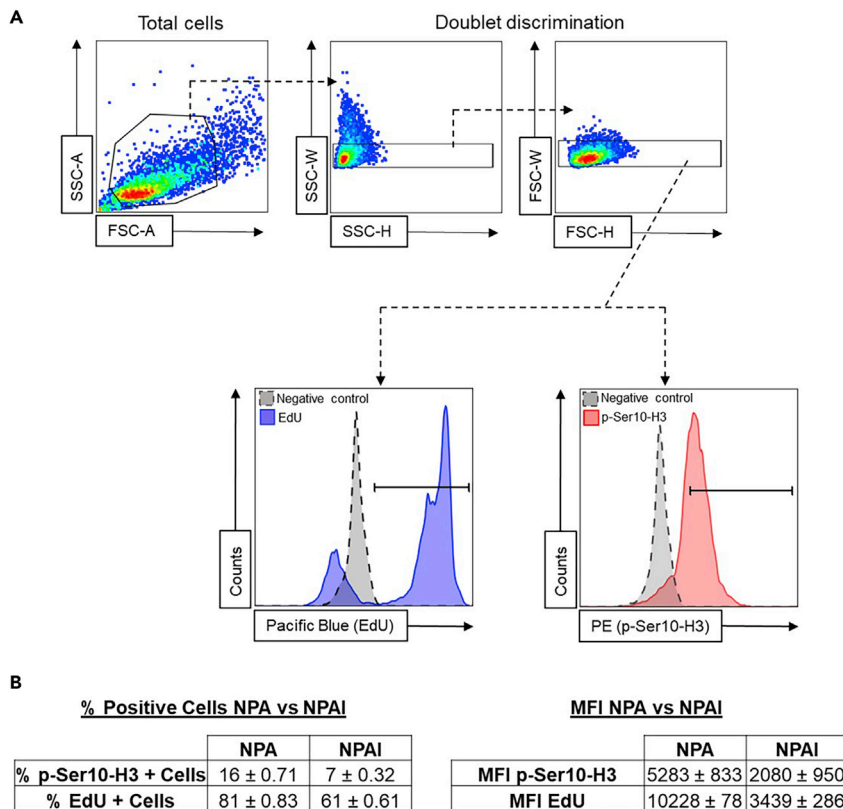 A
Total cells
Doublet discrimination
SSC-A
FSC-A
SSC-W
SSC-H
FSC-W
FSC-H
Negative control
EdU
Counts
Pacific Blue (EdU)
Negative control
p-Ser10-H3
Counts
PE (p-Ser10-H3)
B
% Positive Cells NPA vs NPAI
NPA NPAI
% p-Ser10-H3 + Cells 16 ± 0.71 7 ± 0.32
% EdU + Cells 81 ± 0.83 61 ± 0.61
MFI NPA vs NPAI
NPA NPAI
MFI p-Ser10-H3 5283 ± 833 2080 ± 950
MFI EdU 10228 ± 78 3439 ± 286